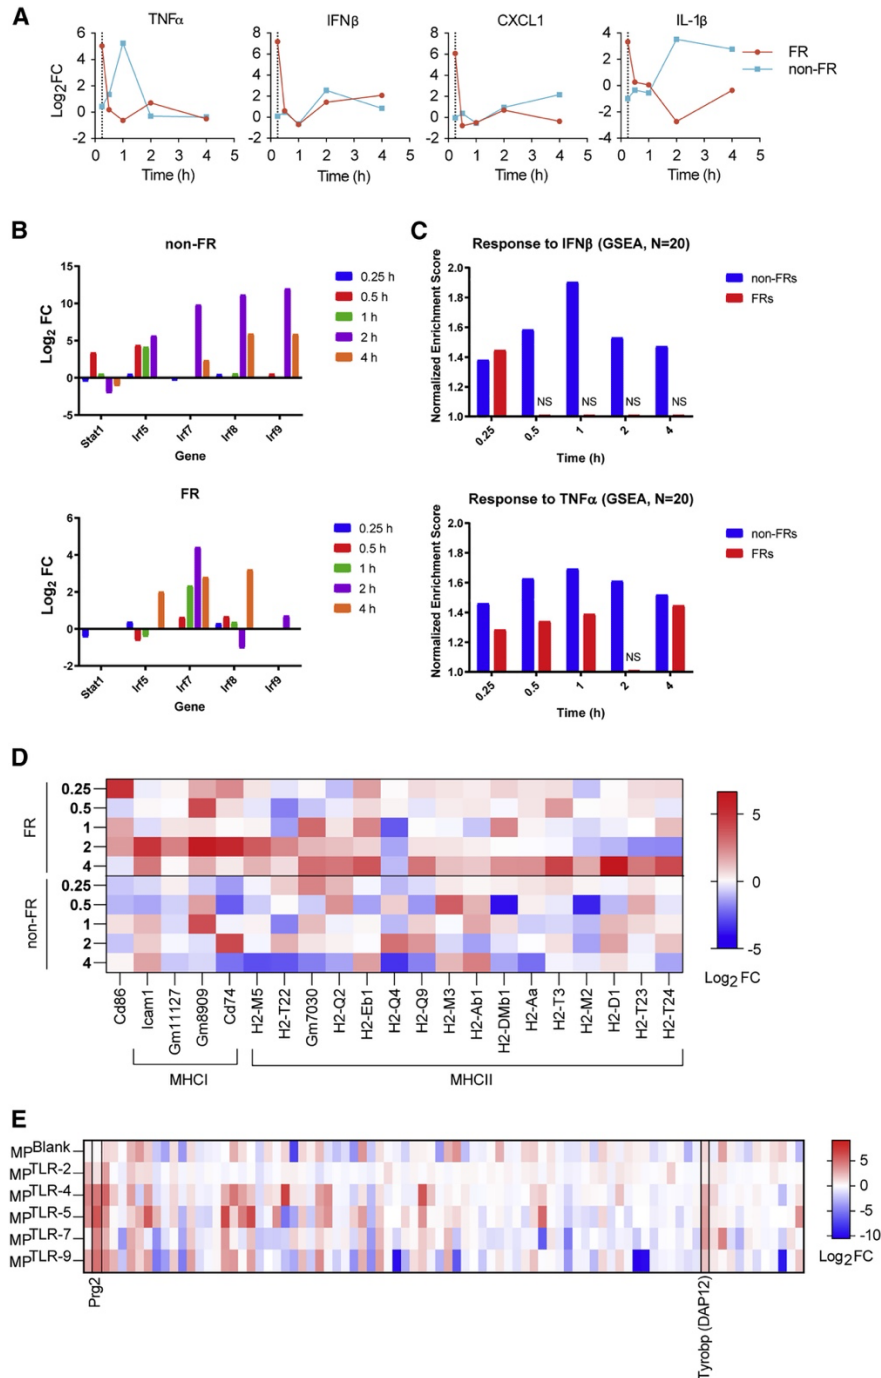 A
TNFα
IFNβ
CXCL1
IL-1β
Log2FC
6
4
2
0
-2
8
6
4
2
0
-2
8
6
4
2
0
-2
4
2
0
-2
-4
FR
non-FR
0 1 2 3 4 5
0 1 2 3 4 5
0 1 2 3 4 5
0 1 2 3 4 5
Time (h)
Time (h)
Time (h)
Time (h)
B
non-FR
Log2 FC
15
10
5
0
-5
0.25 h
0.5 h
1 h
2 h
4 h
Stat1
Irf5
Irf7
Irf8
Irf9
Gene
FR
Log2 FC
6
4
2
0
-2
0.25 h
0.5 h
1 h
2 h
4 h
Stat1
Irf5
Irf7
Irf8
Irf9
Gene
C
Response to IFNβ (GSEA, N=20)
Normalized Enrichment Score
2.0
1.8
1.6
1.4
1.2
1.0
non-FRs
FRs
NS
NS
NS
NS
0.25
0.5
1
2
4
Time (h)
Response to TNFα (GSEA, N=20)
Normalized Enrichment Score
2.0
1.8
1.6
1.4
1.2
1.0
non-FRs
FRs
NS
0.25
0.5
1
2
4
Time (h)
D
FR
0.25
0.5
1
2
4
non-FR
0.25
0.5
1
2
4
5
0
-5
Log2 FC
Cd86
Icam1
Gm11127
Gm8909
Cd74
H2-M5
H2-T22
Gm7030
H2-Q2
H2-Eb1
H2-Q4
H2-Q9
H2-M3
H2-Ab1
H2-DMb1
H2-Aa
H2-T3
H2-M2
H2-D1
H2-T23
H2-T24
MHCI
MHCII
E
MPBlank
MPTLR-2
MPTLR-4
MPTLR-5
MPTLR-7
MPTLR-9
5
0
-5
-10
Log2FC
Prg2
Tyrobp (DAP12)